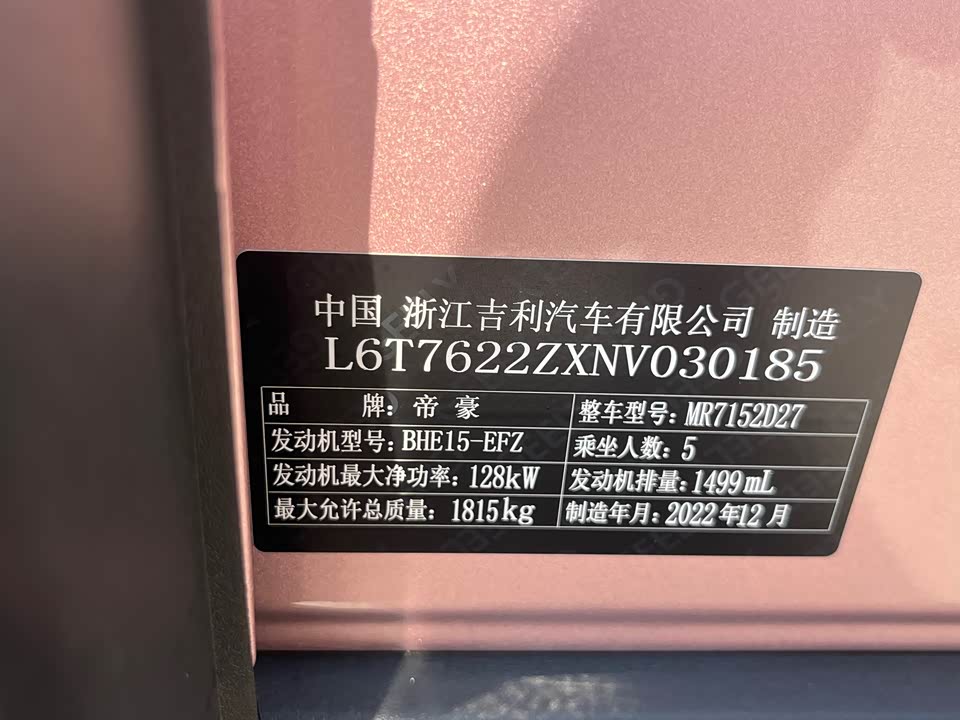 中国 浙江吉利汽车有限公司 制造
L6T7622ZXNV030185
品 牌：帝豪 整车型号：MR7152D27
发动机型号：BHE15-EFZ 乘坐人数：5
发动机最大净功率：128kW 发动机排量：1499mL
最大允许总质量：1815kg 制造年月：2022年12月